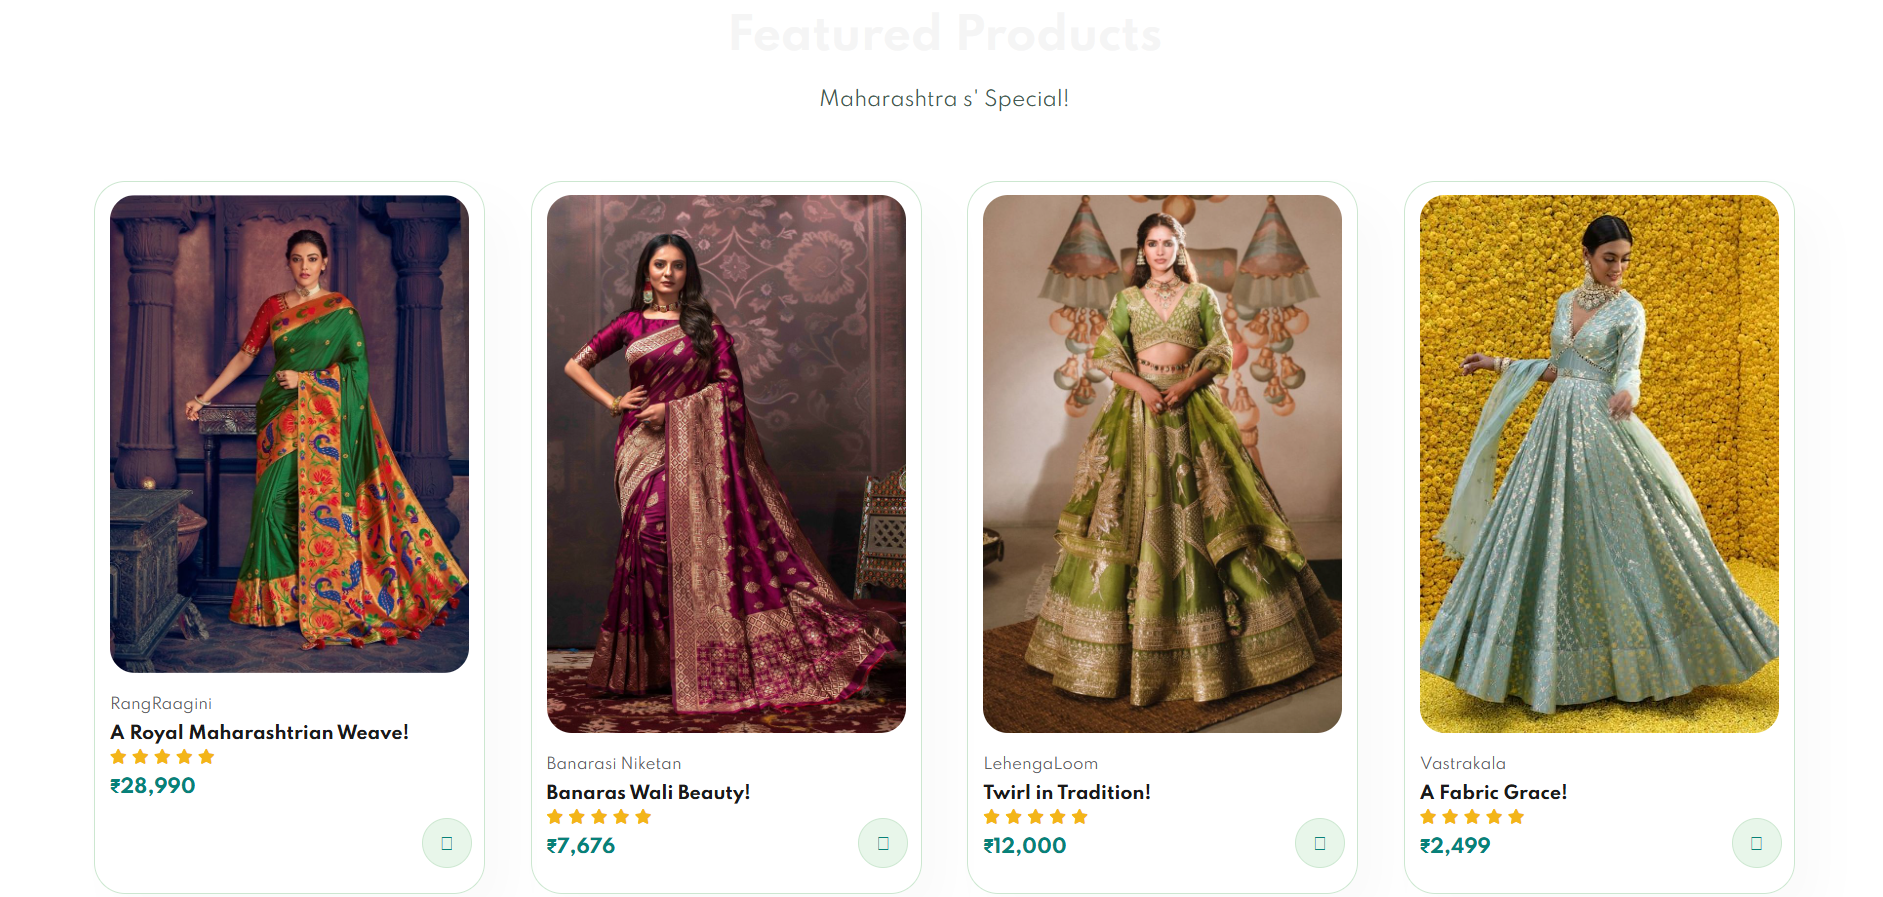 Featured Products
Maharashtra s' Special!
RangRaagini
A Royal Maharashtrian Weave!
₹28,990
Banarasi Niketan
Banaras Wali Beauty!
₹7,676
LehengaLoom
Twirl in Tradition!
₹12,000
Vastrakala
A Fabric Grace!
₹2,499